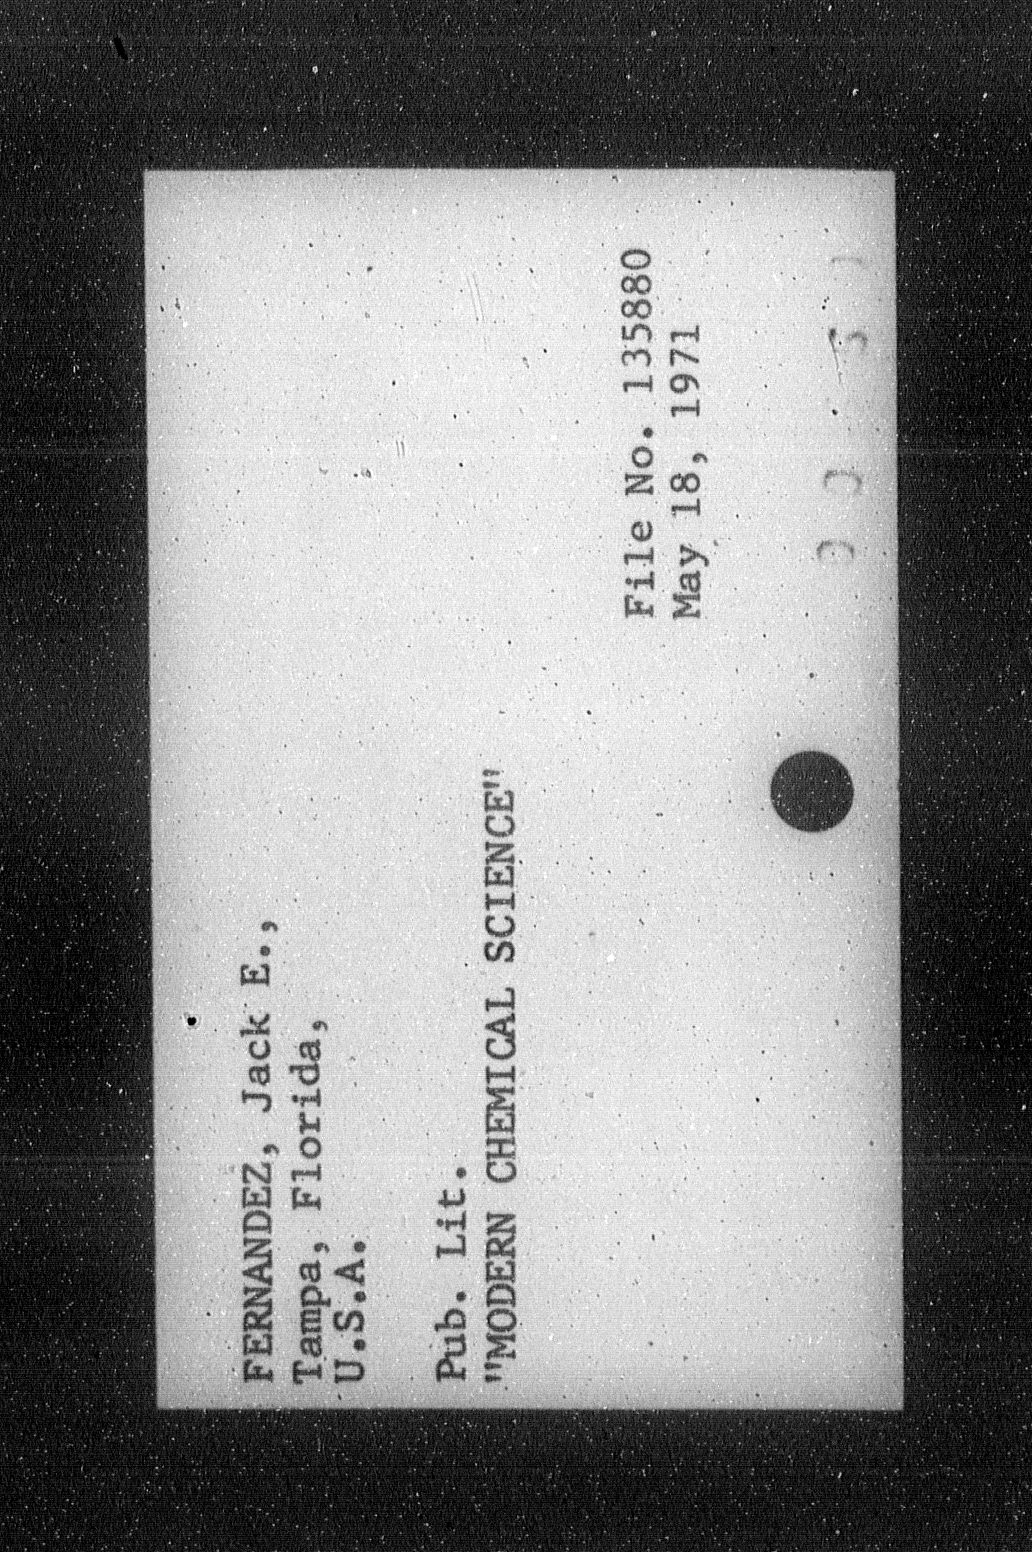 FERNANDEZ, Jack E.,
Tampa, Florida,
U.S.A.
Pub. Lit.
"MODERN CHEMICAL SCIENCE"
File No. 135880
May 18, 1971